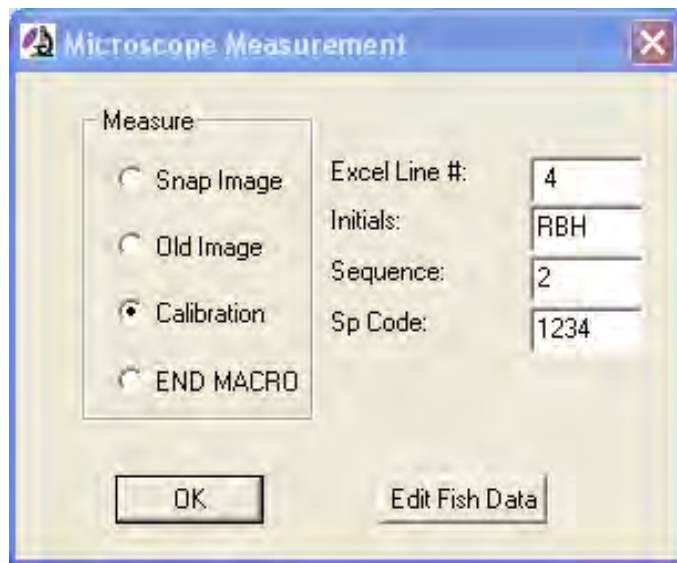 Microscope Measurement
Measure
Snap Image
Old Image
Calibration
END MACRO
Excel Line #: 4
Initials: RBH
Sequence: 2
Sp Code: 1234
OK
Edit Fish Data